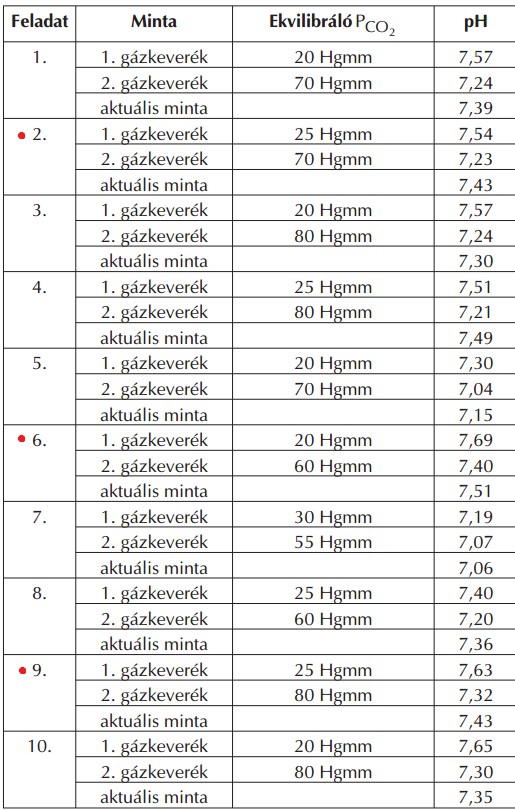 Feladat Minta Ekvilibráló PCO2 pH
1. 1. gázkeverék 20 Hgmm 7,57
2. gázkeverék 70 Hgmm 7,24
aktuális minta 7,39
2. 1. gázkeverék 25 Hgmm 7,54
2. gázkeverék 70 Hgmm 7,23
aktuális minta 7,43
3. 1. gázkeverék 20 Hgmm 7,57
2. gázkeverék 80 Hgmm 7,24
aktuális minta 7,30
4. 1. gázkeverék 25 Hgmm 7,51
2. gázkeverék 80 Hgmm 7,21
aktuális minta 7,49
5. 1. gázkeverék 20 Hgmm 7,30
2. gázkeverék 70 Hgmm 7,04
aktuális minta 7,15
6. 1. gázkeverék 20 Hgmm 7,69
2. gázkeverék 60 Hgmm 7,40
aktuális minta 7,51
7. 1. gázkeverék 30 Hgmm 7,19
2. gázkeverék 55 Hgmm 7,07
aktuális minta 7,06
8. 1. gázkeverék 25 Hgmm 7,40
2. gázkeverék 60 Hgmm 7,20
aktuális minta 7,36
9. 1. gázkeverék 25 Hgmm 7,63
2. gázkeverék 80 Hgmm 7,32
aktuális minta 7,43
10. 1. gázkeverék 20 Hgmm 7,65
2. gázkeverék 80 Hgmm 7,30
aktuális minta 7,35